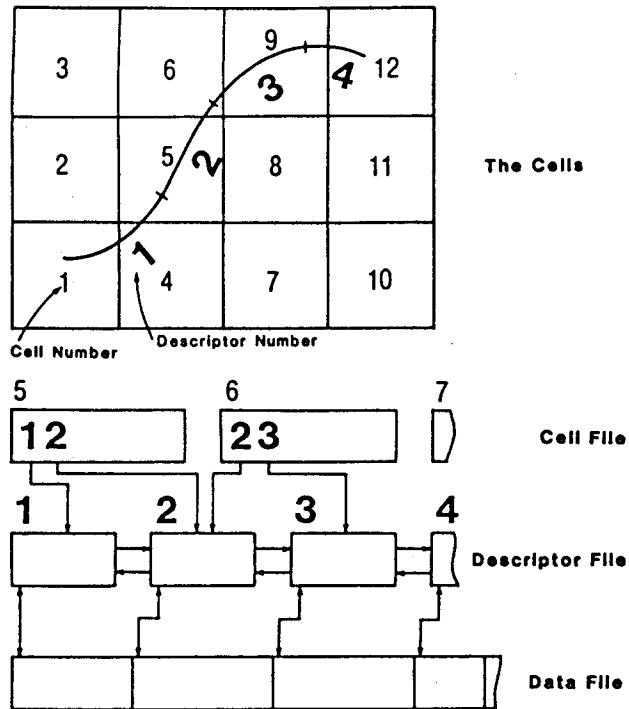 9
3 6 3 4 12
2 5 2 8 11 The Cells
1 1 4 7 10
Cell Number Descriptor Number
5 6 7
12 23 Cell File
1 2 3 4
Descriptor File
Data File